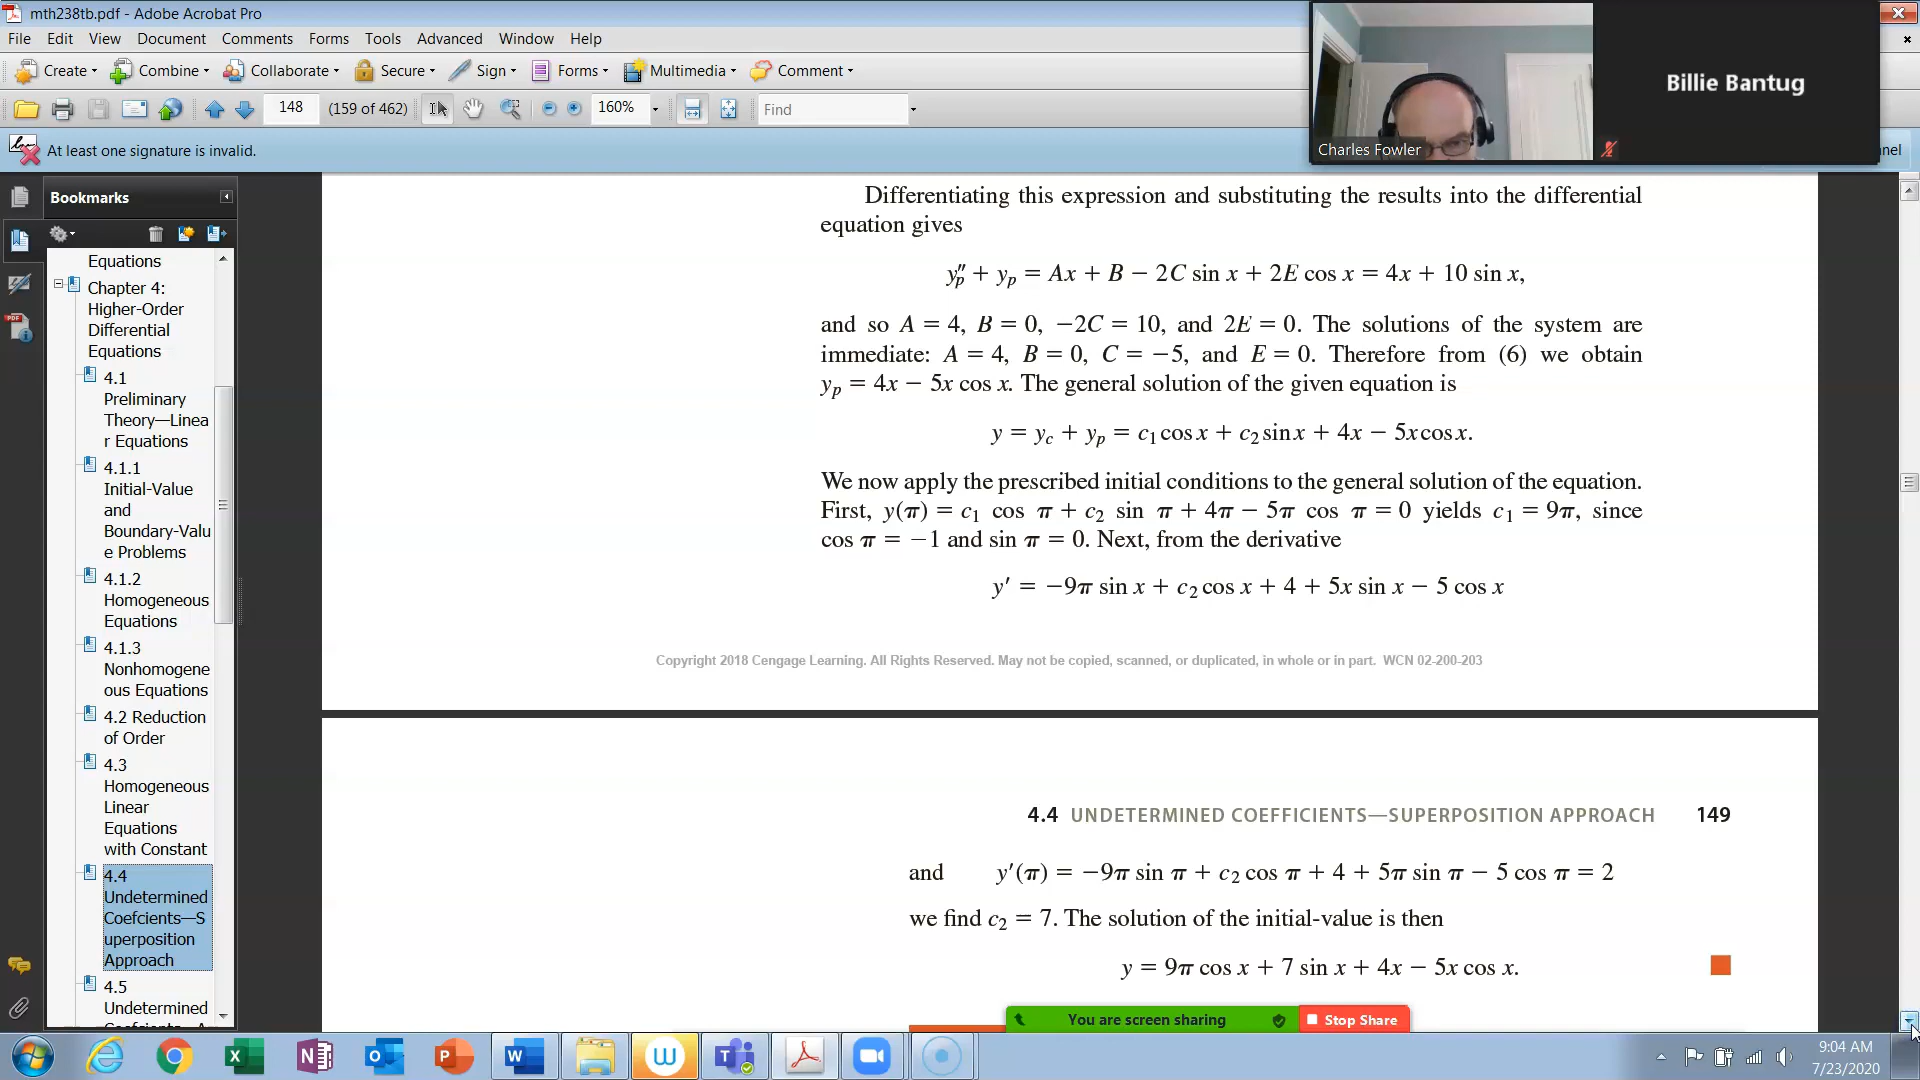 mth238tb.pdf - Adobe Acrobat Pro
File Edit View Document Comments Forms Tools Advanced Window Help
Create Combine Collaborate Secure Sign Forms Multimedia Comment
148 (159 of 462) 160% Find
At least one signature is invalid.
Charles Fowler
Billie Bantug
Bookmarks
Equations
Chapter 4:
Higher-Order
Differential
Equations
4.1
Preliminary
Theory—Linea
r Equations
4.1.1
Initial-Value
and
Boundary-Valu
e Problems
4.1.2
Homogeneous
Equations
4.1.3
Nonhomogene
ous Equations
4.2 Reduction
of Order
4.3
Homogeneous
Linear
Equations
with Constant
4.4
Undetermined
Coefcients—S
uperposition
Approach
4.5
Undetermined
Differentiating this expression and substituting the results into the differential
equation gives
yₚ″ + yₚ = Ax + B − 2C sin x + 2E cos x = 4x + 10 sin x,
and so A = 4, B = 0, −2C = 10, and 2E = 0. The solutions of the system are
immediate: A = 4, B = 0, C = −5, and E = 0. Therefore from (6) we obtain
yₚ = 4x − 5x cos x. The general solution of the given equation is
y = y_c + yₚ = c₁ cos x + c₂ sin x + 4x − 5x cos x.
We now apply the prescribed initial conditions to the general solution of the equation.
First, y(π) = c₁ cos π + c₂ sin π + 4π − 5π cos π = 0 yields c₁ = 9π, since
cos π = −1 and sin π = 0. Next, from the derivative
y′ = −9π sin x + c₂ cos x + 4 + 5x sin x − 5 cos x
Copyright 2018 Cengage Learning. All Rights Reserved. May not be copied, scanned, or duplicated, in whole or in part. WCN 02-200-203
4.4 UNDETERMINED COEFFICIENTS—SUPERPOSITION APPROACH 149
and y′(π) = −9π sin π + c₂ cos π + 4 + 5π sin π − 5 cos π = 2
we find c₂ = 7. The solution of the initial-value is then
y = 9π cos x + 7 sin x + 4x − 5x cos x.
You are screen sharing Stop Share
9:04 AM
7/23/2020